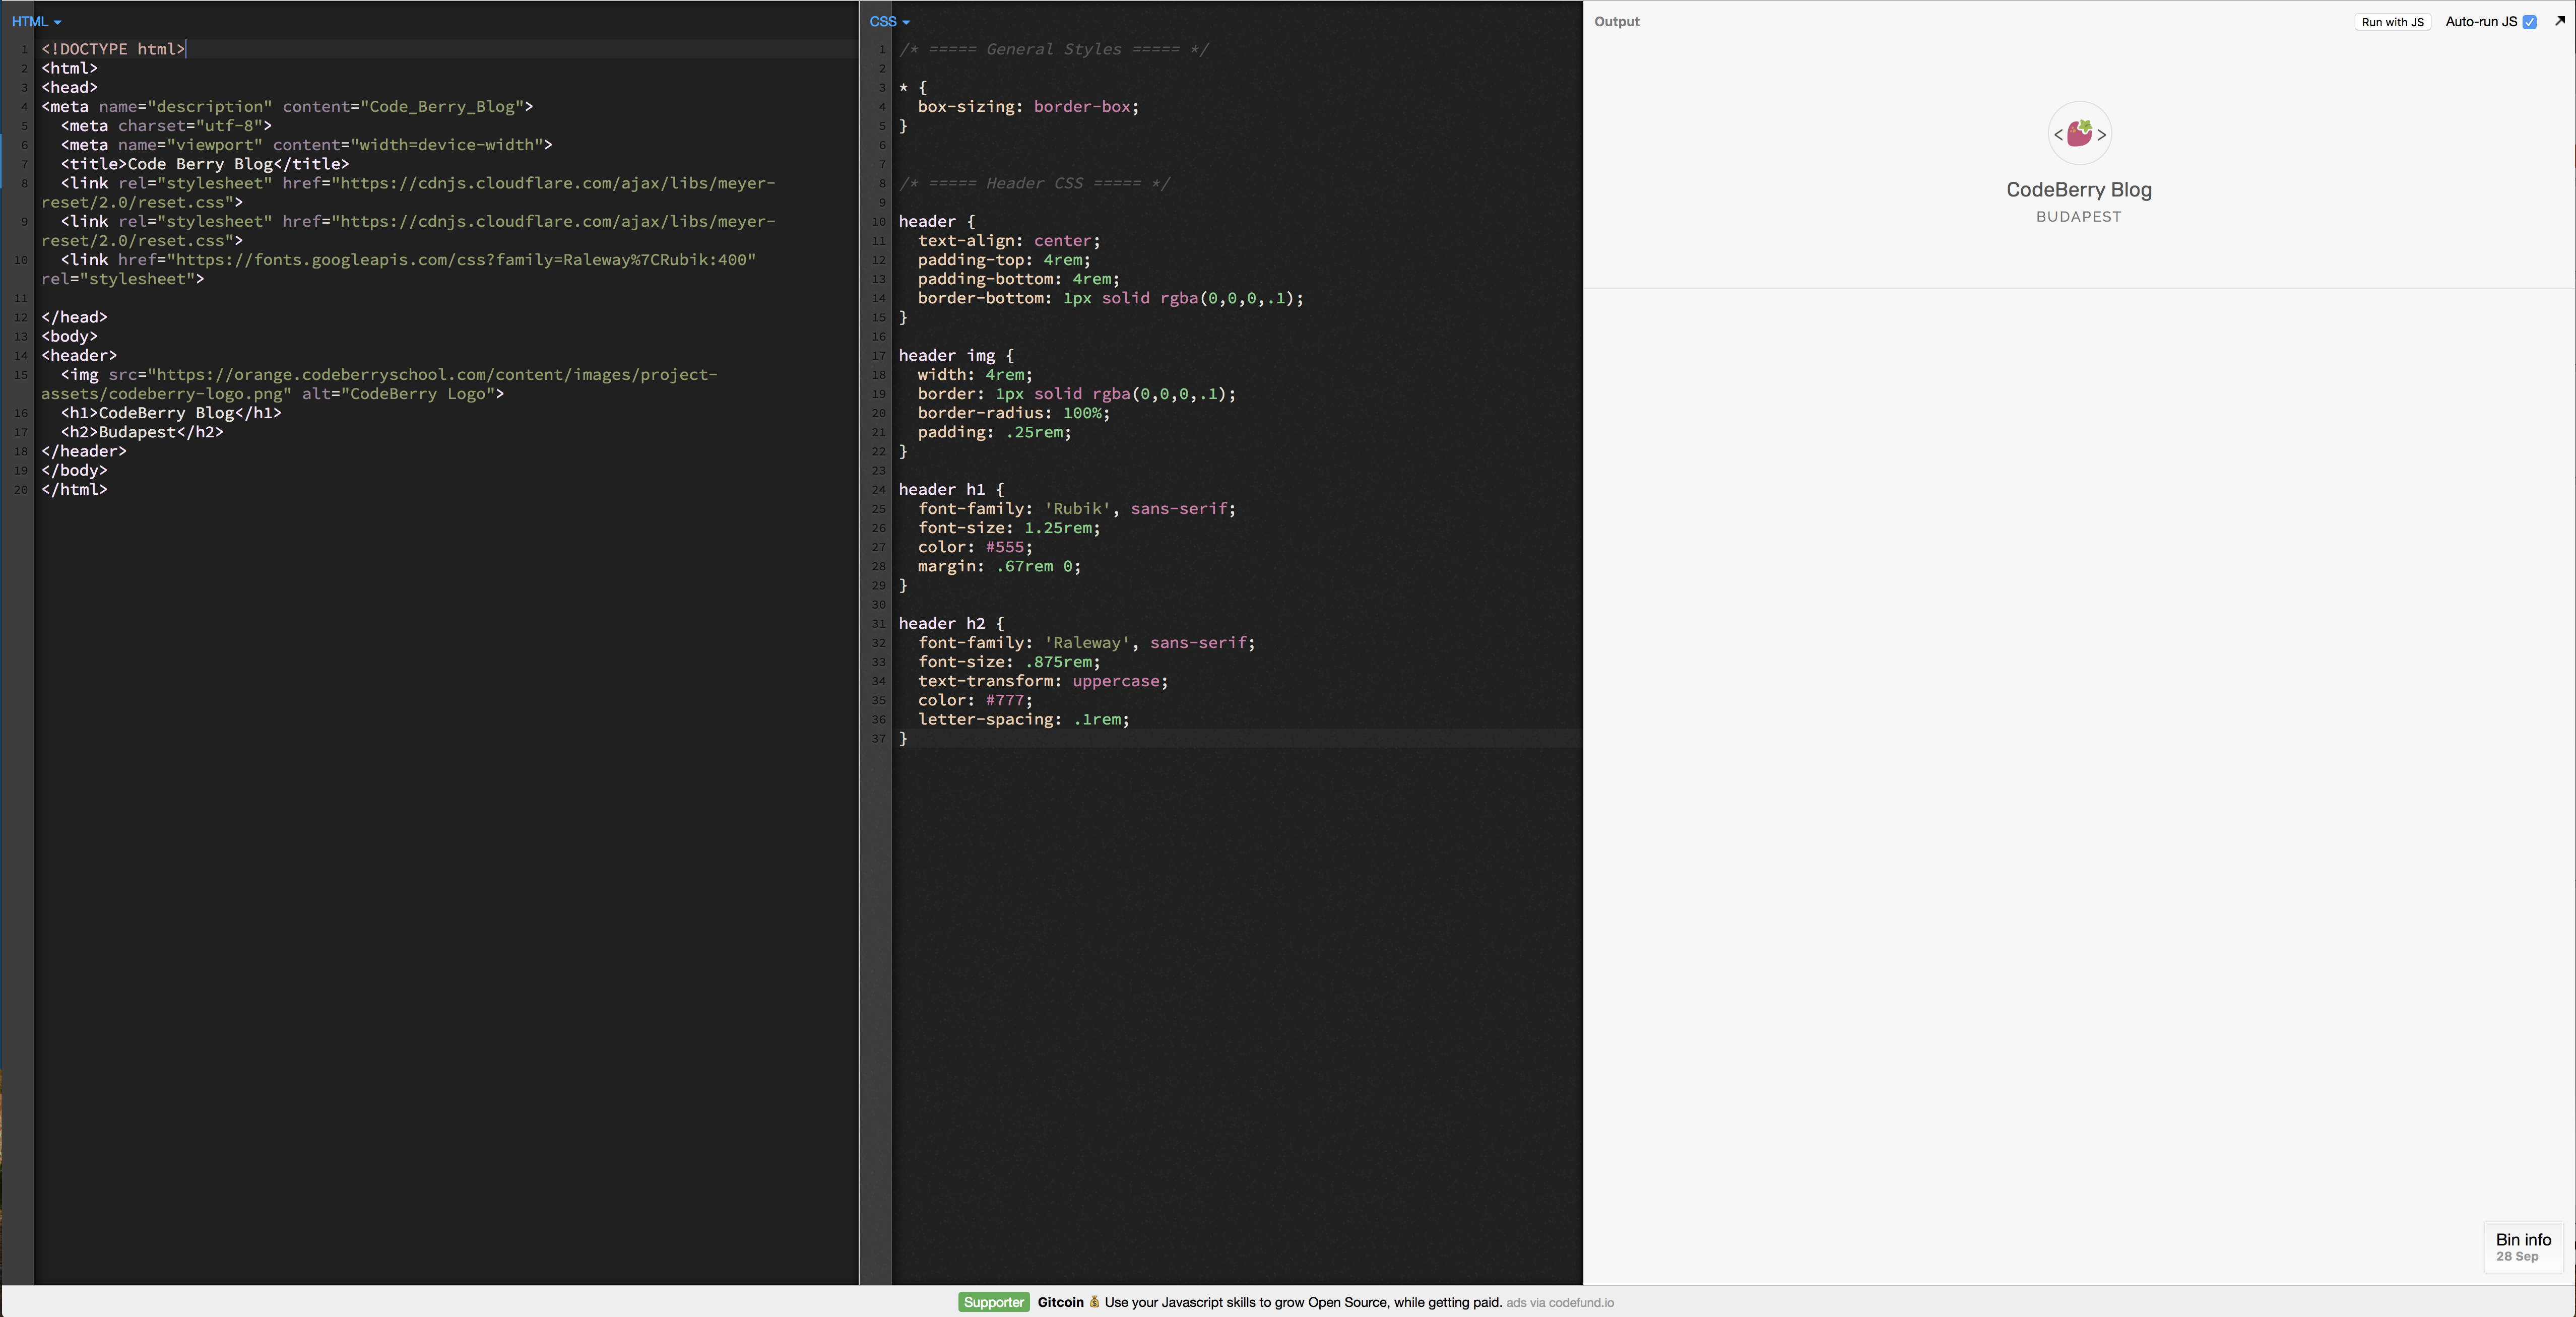 HTML
1 <!DOCTYPE html>
2 <html>
3 <head>
4 <meta name="description" content="Code_Berry_Blog">
5 <meta charset="utf-8">
6 <meta name="viewport" content="width=device-width">
7 <title>Code Berry Blog</title>
8 <link rel="stylesheet" href="https://cdnjs.cloudflare.com/ajax/libs/meyer-
reset/2.0/reset.css">
9 <link rel="stylesheet" href="https://cdnjs.cloudflare.com/ajax/libs/meyer-
reset/2.0/reset.css">
10 <link href="https://fonts.googleapis.com/css?family=Raleway%7CRubik:400"
rel="stylesheet">
11
12 </head>
13 <body>
14 <header>
15 <img src="https://orange.codeberryschool.com/content/images/project-
assets/codeberry-logo.png" alt="CodeBerry Logo">
16 <h1>CodeBerry Blog</h1>
17 <h2>Budapest</h2>
18 </header>
19 </body>
20 </html>
CSS
1 /* ===== General Styles ===== */
2
3 * {
4 box-sizing: border-box;
5 }
6
7
8 /* ===== Header CSS ===== */
9
10 header {
11 text-align: center;
12 padding-top: 4rem;
13 padding-bottom: 4rem;
14 border-bottom: 1px solid rgba(0,0,0,.1);
15 }
16
17 header img {
18 width: 4rem;
19 border: 1px solid rgba(0,0,0,.1);
20 border-radius: 100%;
21 padding: .25rem;
22 }
23
24 header h1 {
25 font-family: 'Rubik', sans-serif;
26 font-size: 1.25rem;
27 color: #555;
28 margin: .67rem 0;
29 }
30
31 header h2 {
32 font-family: 'Raleway', sans-serif;
33 font-size: .875rem;
34 text-transform: uppercase;
35 color: #777;
36 letter-spacing: .1rem;
37 }
Output
Run with JS Auto-run JS
< >
CodeBerry Blog
BUDAPEST
Bin info
28 Sep
Supporter Gitcoin 💰 Use your Javascript skills to grow Open Source, while getting paid. ads via codefund.io